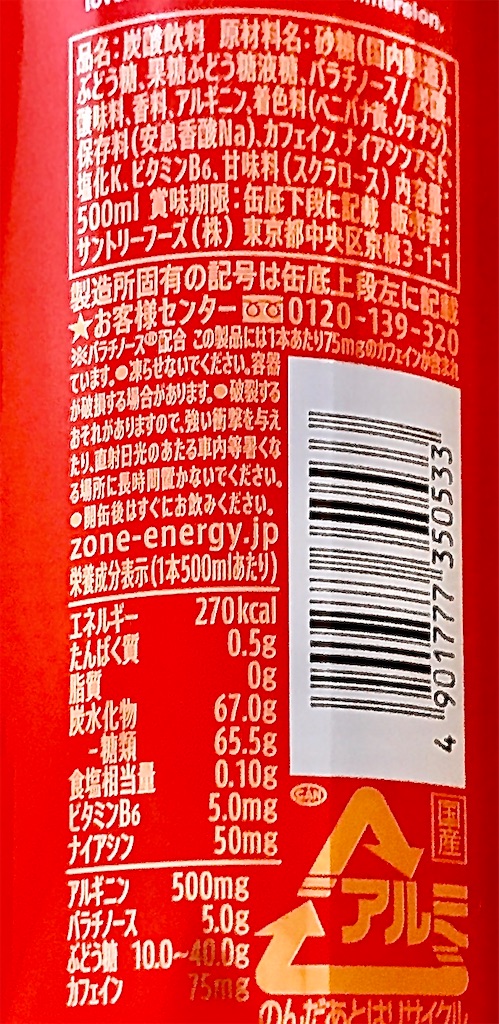 immersion.
品名:炭酸飲料 原材料名:砂糖(国内製造)、
ぶどう糖、果糖ぶどう糖液糖、パラチノース/炭酸、
酸味料、香料、アルギニン、着色料(ベニバナ黄、クチナシ)、
保存料(安息香酸Na)、カフェイン、ナイアシンアミド、
塩化K、ビタミンB6、甘味料(スクラロース) 内容量:
500ml 賞味期限:缶底下段に記載 販売者:
サントリーフーズ(株) 東京都中央区京橋3-1-1
製造所固有の記号は缶底上段左に記載
★お客様センター 0120-139-320
※パラチノース®配合 この製品には1本あたり75mgのカフェインが含まれ
ています。●凍らせないでください。容器
が破損する場合があります。●破裂する
おそれがありますので、強い衝撃を与え
たり、直射日光のあたる車内等暑くな
る場所に長時間置かないでください。
●開缶後はすぐにお飲みください。
zone-energy.jp
栄養成分表示(1本500mlあたり)
エネルギー 270kcal
たんぱく質 0.5g
脂質 0g
炭水化物 67.0g
-糖類 65.5g
食塩相当量 0.10g
ビタミンB6 5.0mg
ナイアシン 50mg
アルギニン 500mg
パラチノース 5.0g
ぶどう糖 10.0~40.0g
カフェイン 75mg
4 901777 350533
CAN
国産
アルミ
のんだあとはリサイクル